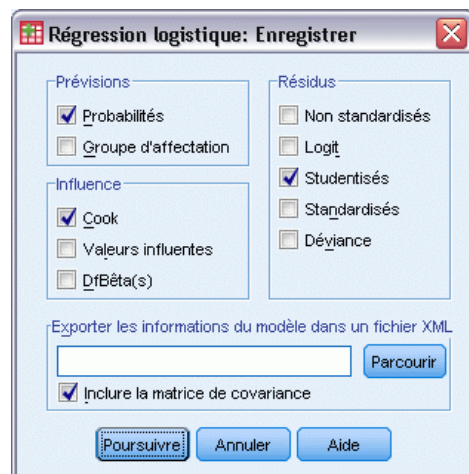 Régression logistique: Enregistrer
Prévisions
Probabilités
Groupe d'affectation
Influence
Cook
Valeurs influentes
DfBêta(s)
Résidus
Non standardisés
Logit
Studentisés
Standardisés
Déviance
Exporter les informations du modèle dans un fichier XML
Parcourir
Inclure la matrice de covariance
Poursuivre Annuler Aide